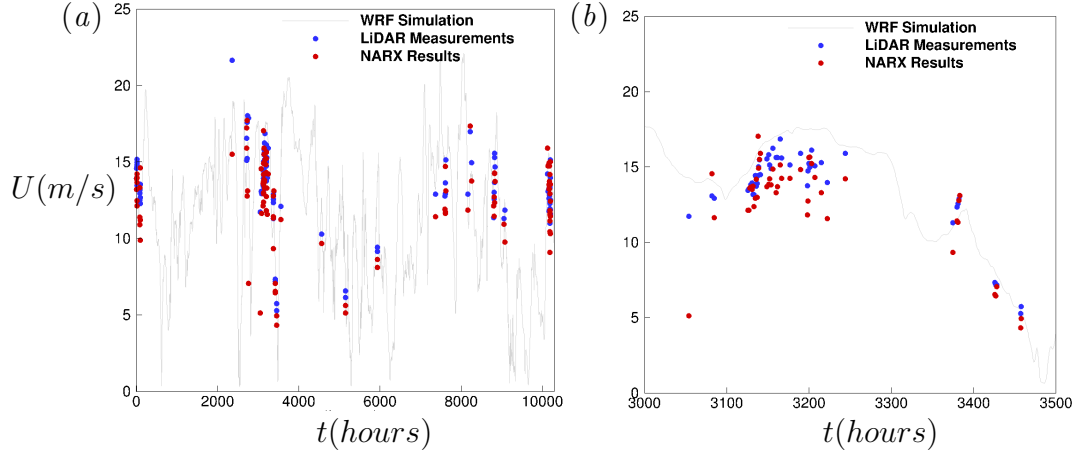 (a)
WRF Simulation
LiDAR Measurements
NARX Results
25
20
15
10
5
0
U(m/s)
0 2000 4000 6000 8000 10000
t(hours)
(b)
WRF Simulation
LiDAR Measurements
NARX Results
25
20
15
10
5
0
3000 3100 3200 3300 3400 3500
t(hours)